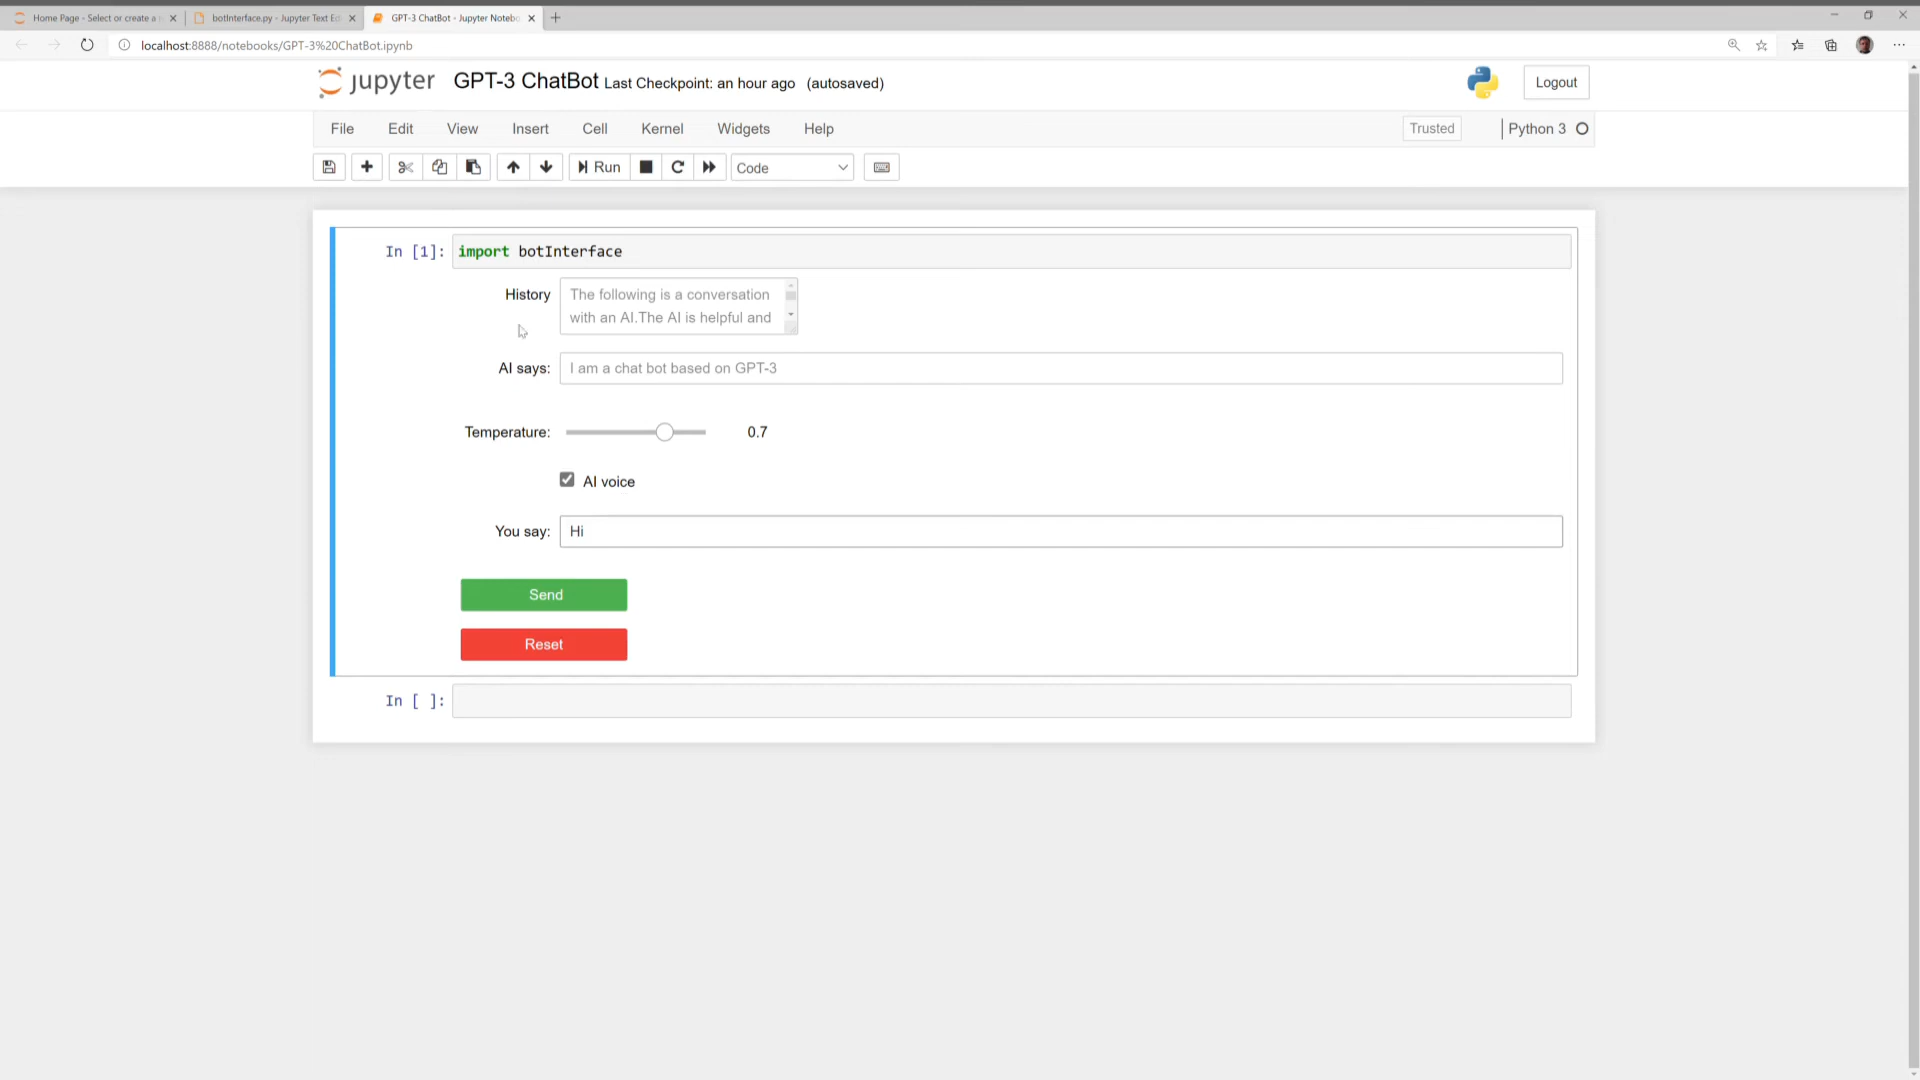 Home Page - Select or create a
botInterface.py - Jupyter Text Ed
GPT-3 ChatBot - Jupyter Notebo
localhost:8888/notebooks/GPT-3%20ChatBot.ipynb
jupyter GPT-3 ChatBot Last Checkpoint: an hour ago (autosaved)
Logout
File Edit View Insert Cell Kernel Widgets Help
Trusted Python 3
Run Code
In [1]: import botInterface
History The following is a conversation
with an AI.The AI is helpful and
AI says: I am a chat bot based on GPT-3
Temperature: 0.7
AI voice
You say: Hi
Send
Reset
In [ ]: